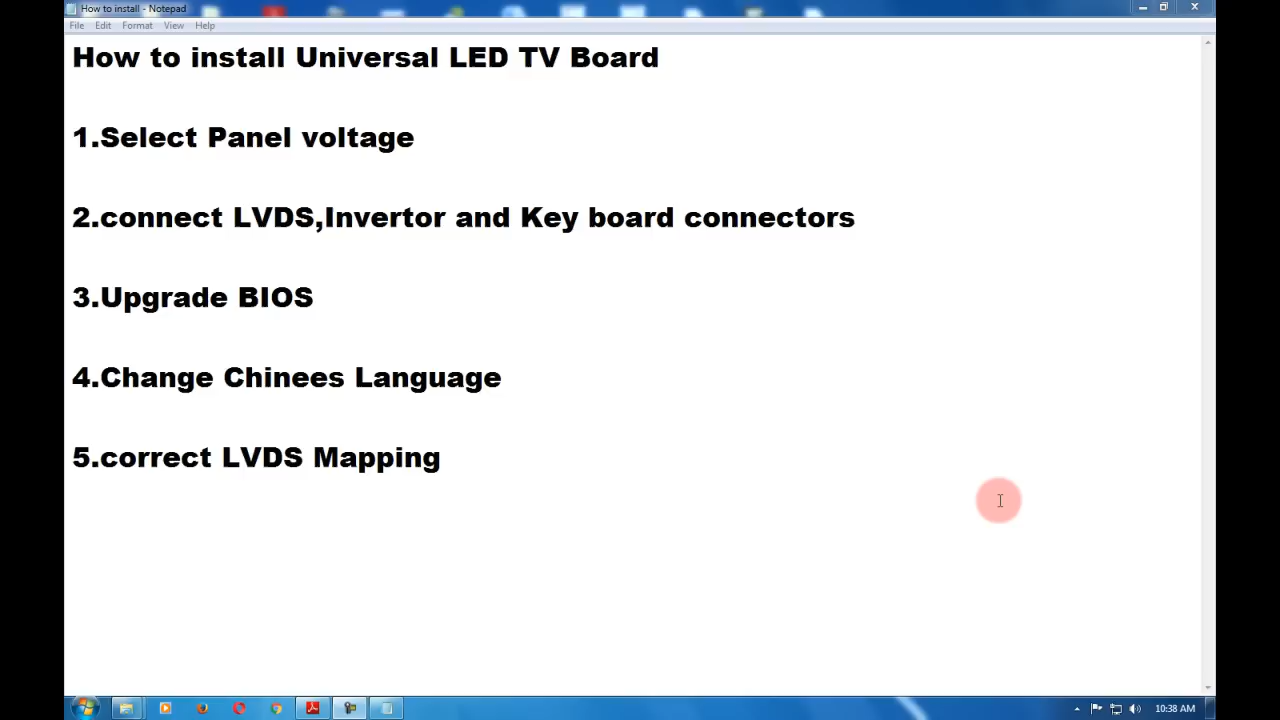 How to install - Notepad
File Edit Format View Help
How to install Universal LED TV Board
1.Select Panel voltage
2.connect LVDS,Invertor and Key board connectors
3.Upgrade BIOS
4.Change Chinees Language
5.correct LVDS Mapping
10:38 AM